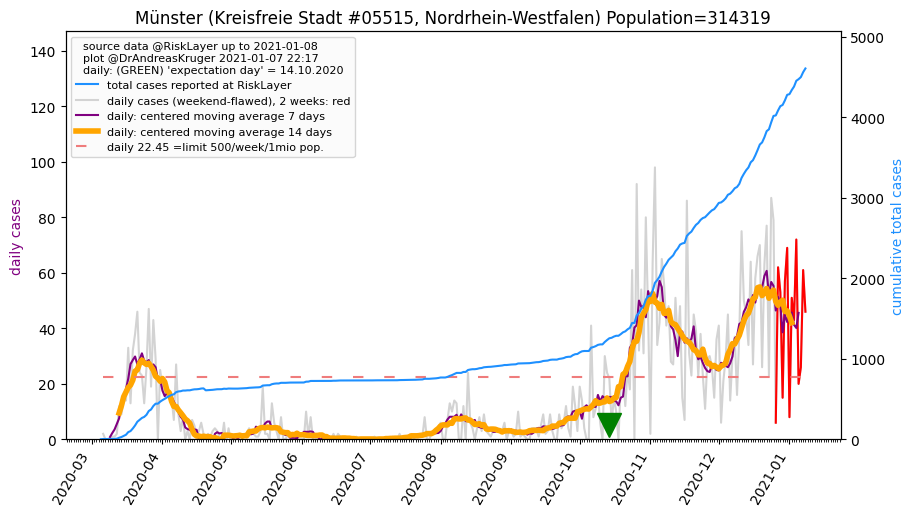 Münster (Kreisfreie Stadt #05515, Nordrhein-Westfalen) Population=314319
source data @RiskLayer up to 2021-01-08
plot @DrAndreasKruger 2021-01-07 22:17
daily: (GREEN) 'expectation day' = 14.10.2020
total cases reported at RiskLayer
daily cases (weekend-flawed), 2 weeks: red
daily: centered moving average 7 days
daily: centered moving average 14 days
daily 22.45 =limit 500/week/1mio pop.
daily cases
140
120
100
80
60
40
20
0
5000
4000
3000
2000
1000
0
cumulative total cases
2020-03
2020-04
2020-05
2020-06
2020-07
2020-08
2020-09
2020-10
2020-11
2020-12
2021-01